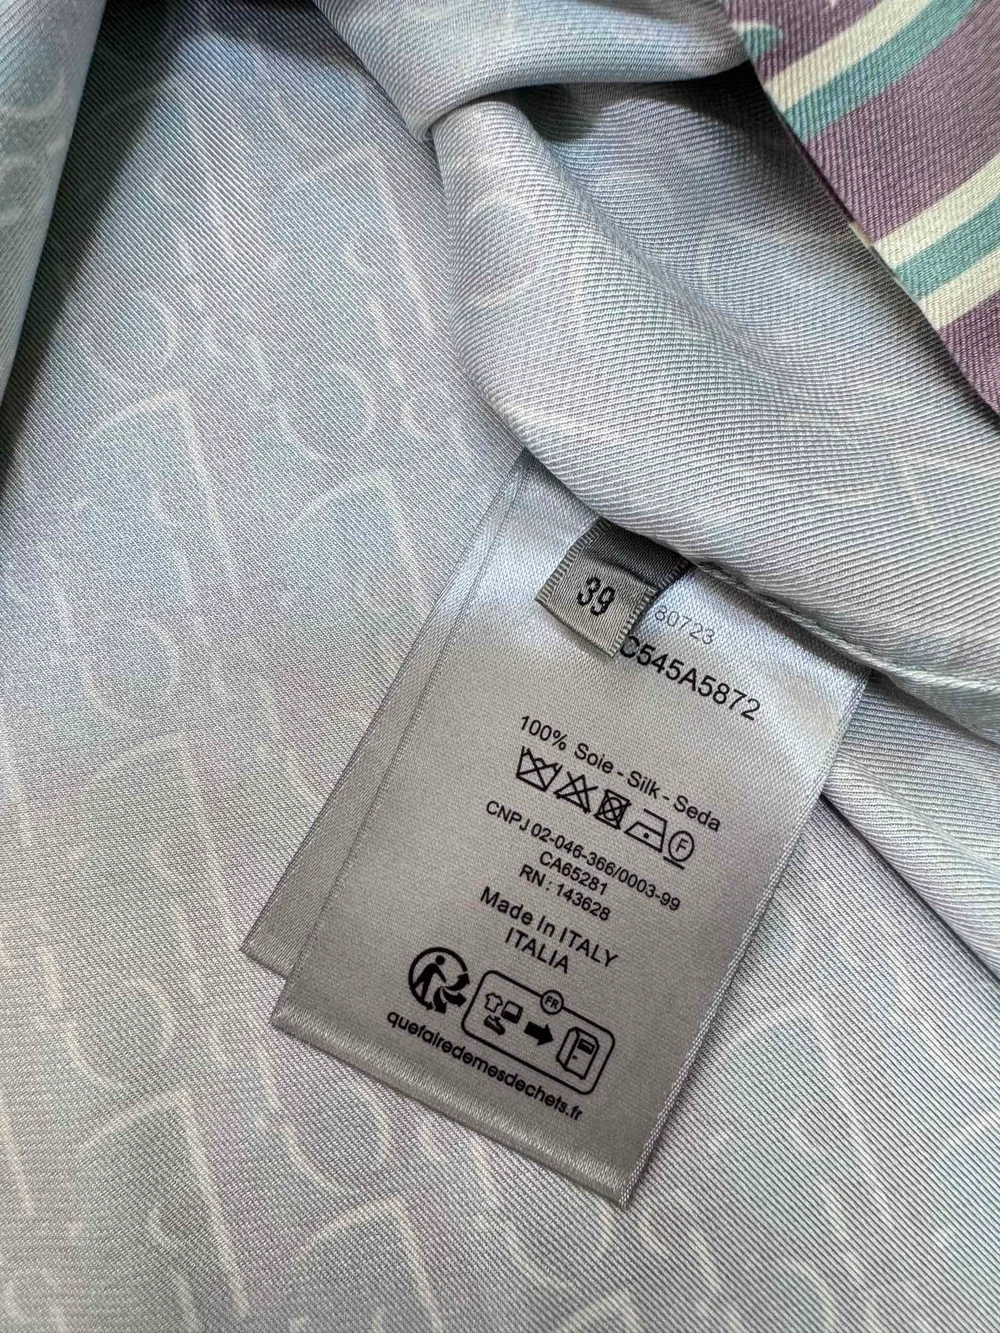 39
80723
C545A5872
100% Soie - Silk - Seda
F
CNPJ 02-046-366/0003-99
CA65281
RN : 143628
Made In ITALY
ITALIA
FR
quefairedemesdechets.fr